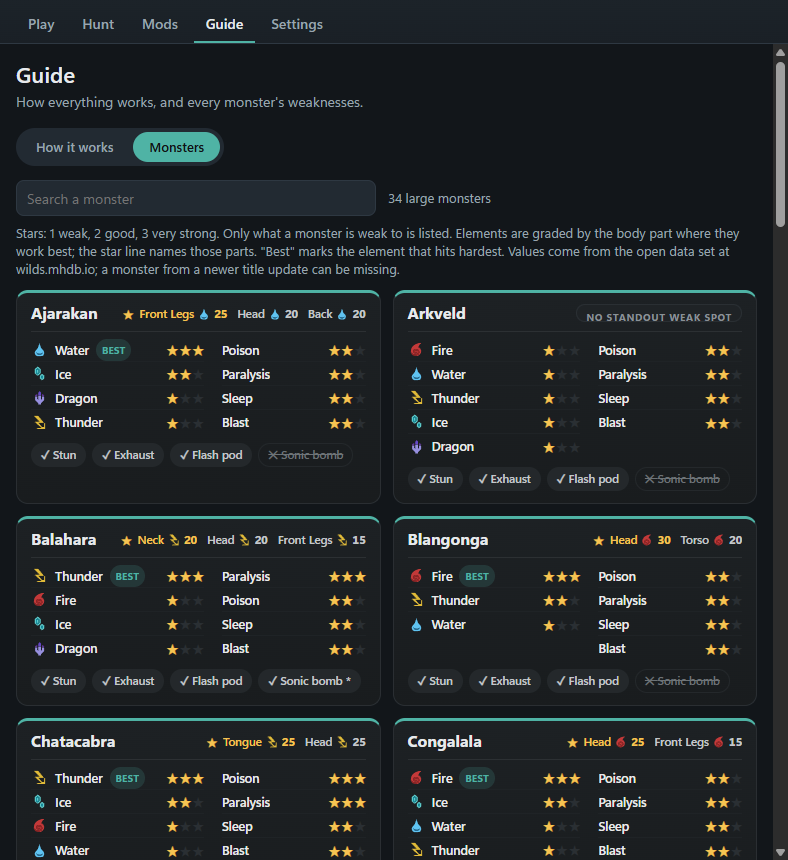 Play Hunt Mods Guide Settings
Guide
How everything works, and every monster's weaknesses.
How it works Monsters
Search a monster 34 large monsters
Stars: 1 weak, 2 good, 3 very strong. Only what a monster is weak to is listed. Elements are graded by the body part where they
work best; the star line names those parts. "Best" marks the element that hits hardest. Values come from the open data set at
wilds.mhdb.io; a monster from a newer title update can be missing.
Ajarakan ★ Front Legs 25 Head 20 Back 20
Water BEST ★★★ Poison ★★★
Ice ★★★ Paralysis ★★★
Dragon ★★★ Sleep ★★★
Thunder ★★★ Blast ★★★
✓ Stun ✓ Exhaust ✓ Flash pod ✕ Sonic bomb
Arkveld NO STANDOUT WEAK SPOT
Fire ★★★ Poison ★★★
Water ★★★ Paralysis ★★★
Thunder ★★★ Sleep ★★★
Ice ★★★ Blast ★★★
Dragon ★★★
✓ Stun ✓ Exhaust ✓ Flash pod ✕ Sonic bomb
Balahara ★ Neck 20 Head 20 Front Legs 15
Thunder BEST ★★★ Paralysis ★★★
Fire ★★★ Poison ★★★
Ice ★★★ Sleep ★★★
Dragon ★★★ Blast ★★★
✓ Stun ✓ Exhaust ✓ Flash pod ✓ Sonic bomb *
Blangonga ★ Head 30 Torso 20
Fire BEST ★★★ Poison ★★★
Thunder ★★★ Paralysis ★★★
Water ★★★ Sleep ★★★
Blast ★★★
✓ Stun ✓ Exhaust ✓ Flash pod ✕ Sonic bomb
Chatacabra ★ Tongue 25 Head 25
Thunder BEST ★★★ Poison ★★★
Ice ★★★ Paralysis ★★★
Fire ★★★ Sleep ★★★
Water ★★★ Blast ★★★
Congalala ★ Head 25 Front Legs 15
Fire BEST ★★★ Poison ★★★
Ice ★★★ Paralysis ★★★
Water ★★★ Sleep ★★★
Thunder ★★★ Blast ★★★